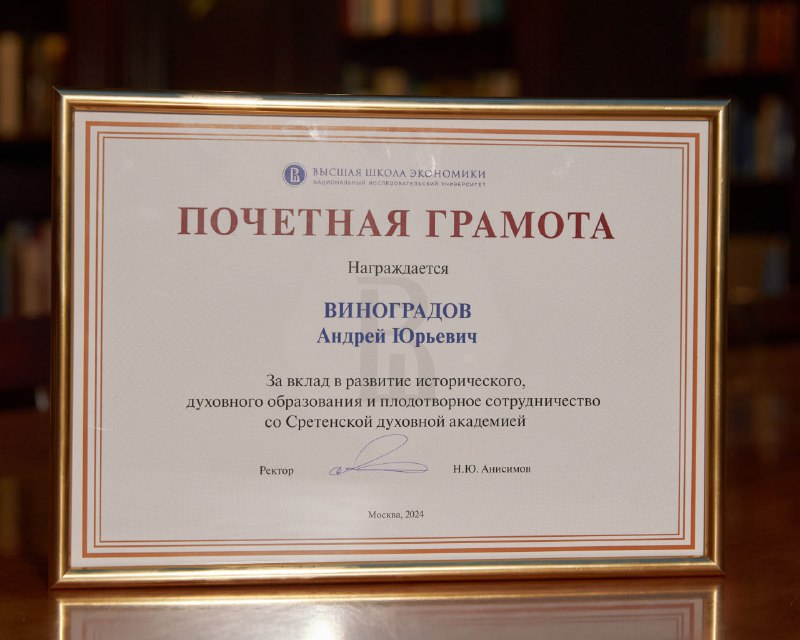 ВЫСШАЯ ШКОЛА ЭКОНОМИКИ
НАЦИОНАЛЬНЫЙ ИССЛЕДОВАТЕЛЬСКИЙ УНИВЕРСИТЕТ
ПОЧЕТНАЯ ГРАМОТА
Награждается
ВИНОГРАДОВ
Андрей Юрьевич
За вклад в развитие исторического,
духовного образования и плодотворное сотрудничество
со Сретенской духовной академией
Ректор Н.Ю. Анисимов
Москва, 2024